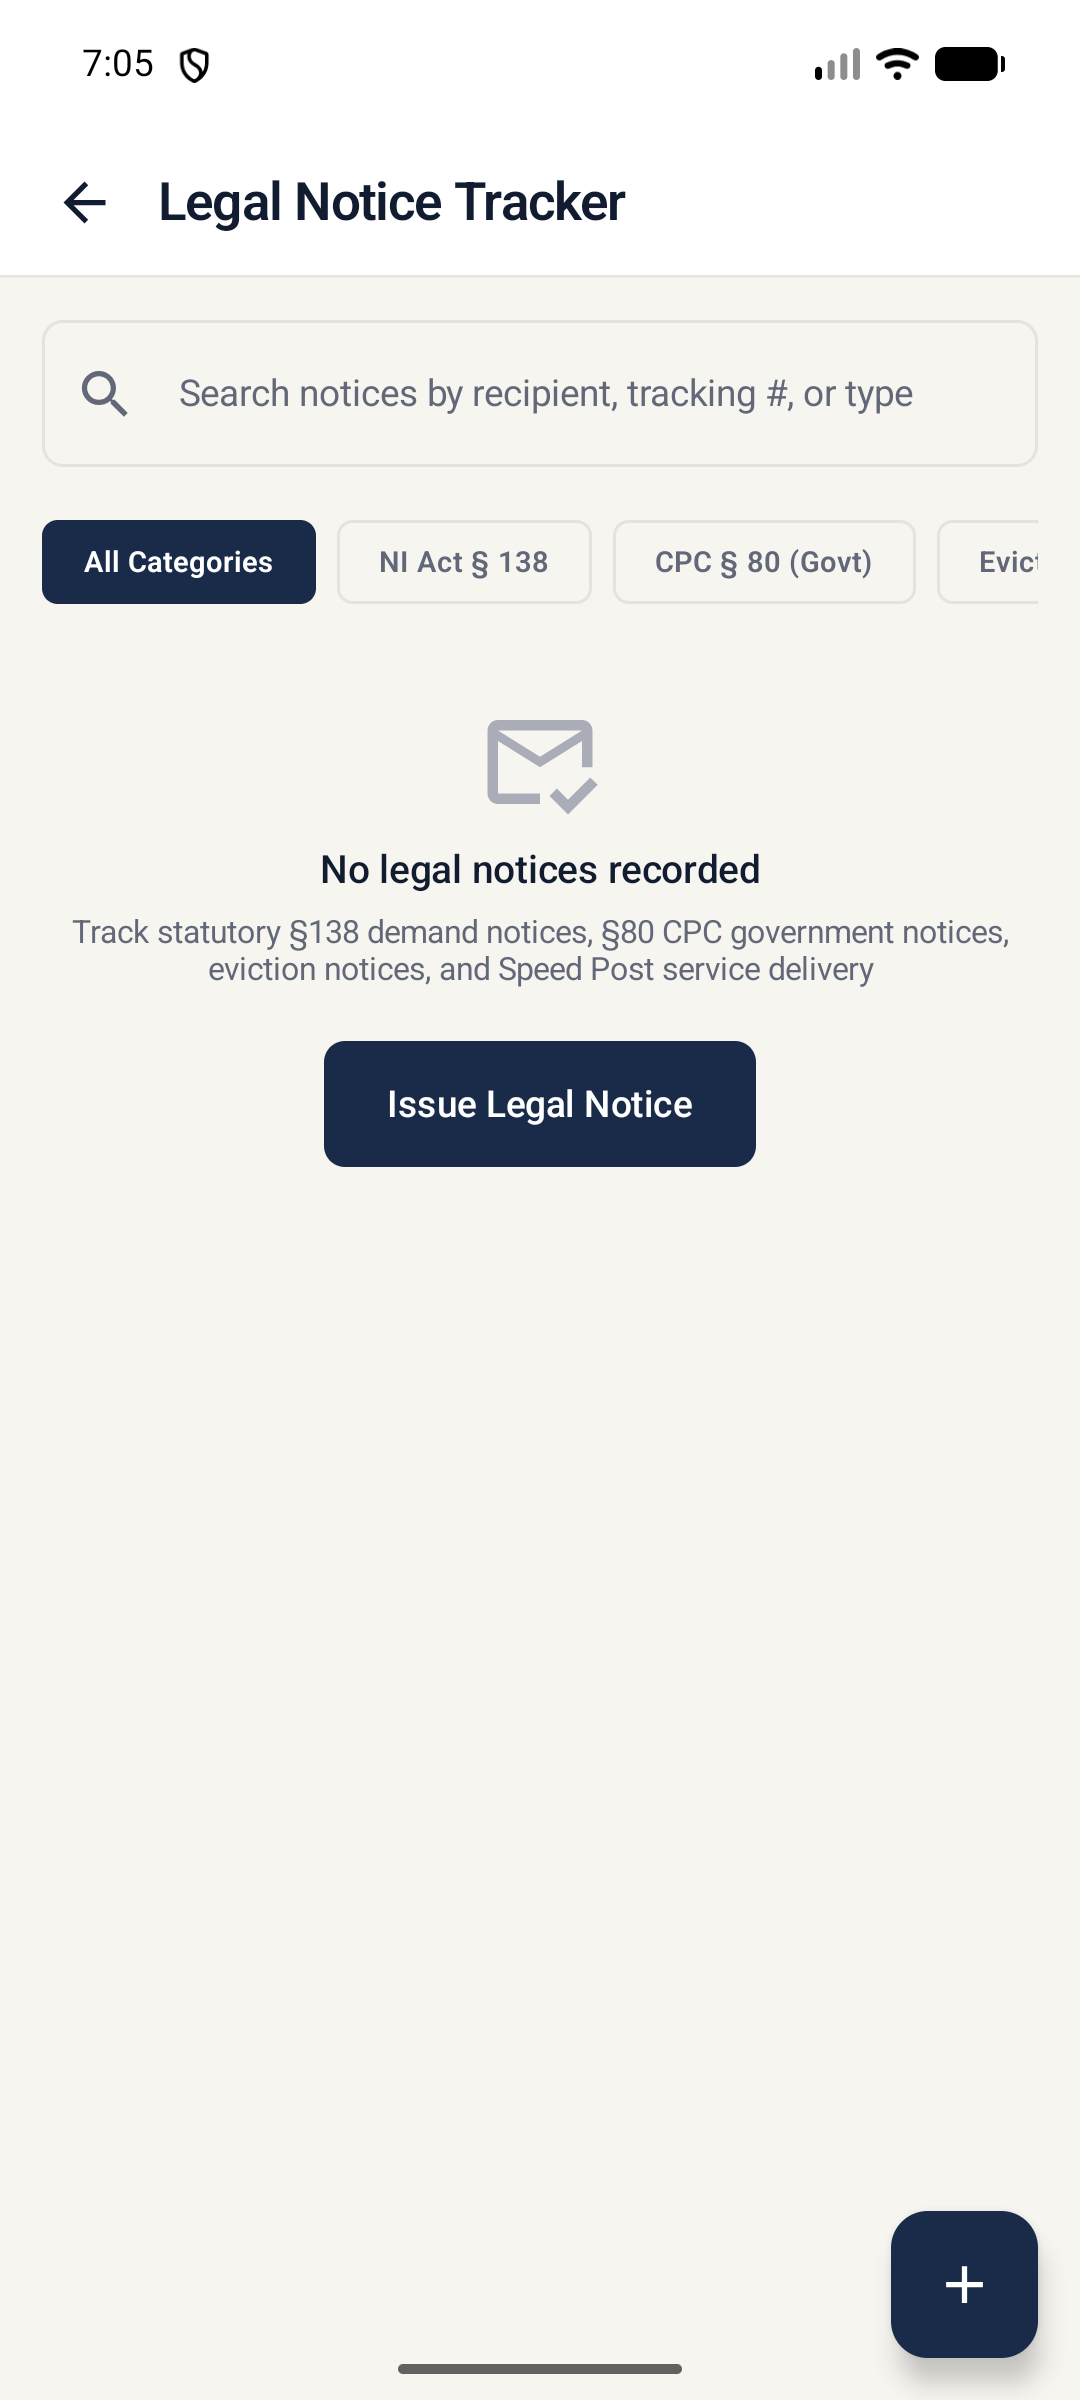 7:05
Legal Notice Tracker
Search notices by recipient, tracking #, or type
All Categories
NI Act § 138
CPC § 80 (Govt)
No legal notices recorded
Track statutory §138 demand notices, §80 CPC government notices,
eviction notices, and Speed Post service delivery
Issue Legal Notice